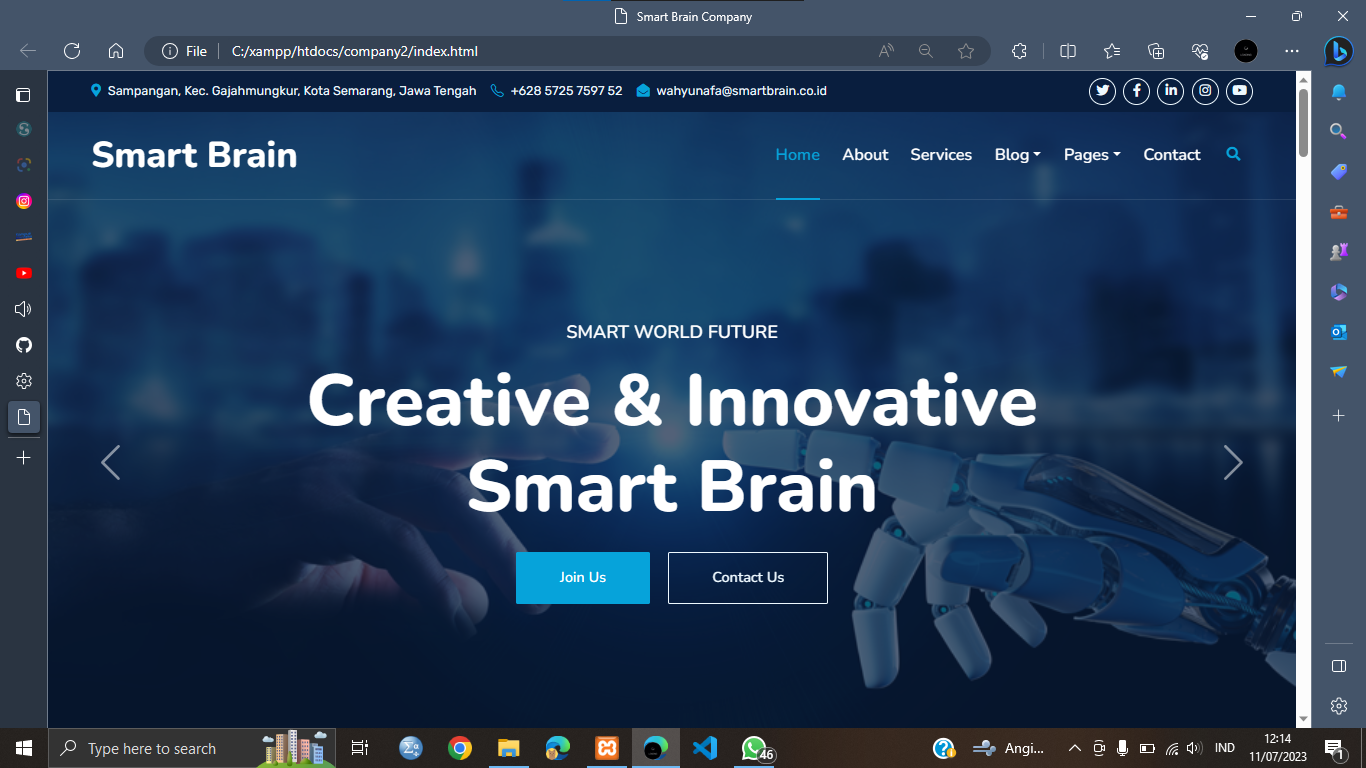 Smart Brain Company
File
C:/xampp/htdocs/company2/index.html
Sampangan, Kec. Gajahmungkur, Kota Semarang, Jawa Tengah +628 5725 7597 52 wahyunafa@smartbrain.co.id
Smart Brain
Home About Services Blog Pages Contact
SMART WORLD FUTURE
Creative & Innovative
Smart Brain
Join Us Contact Us
Type here to search
46
Angi...
IND
12:14
11/07/2023
1